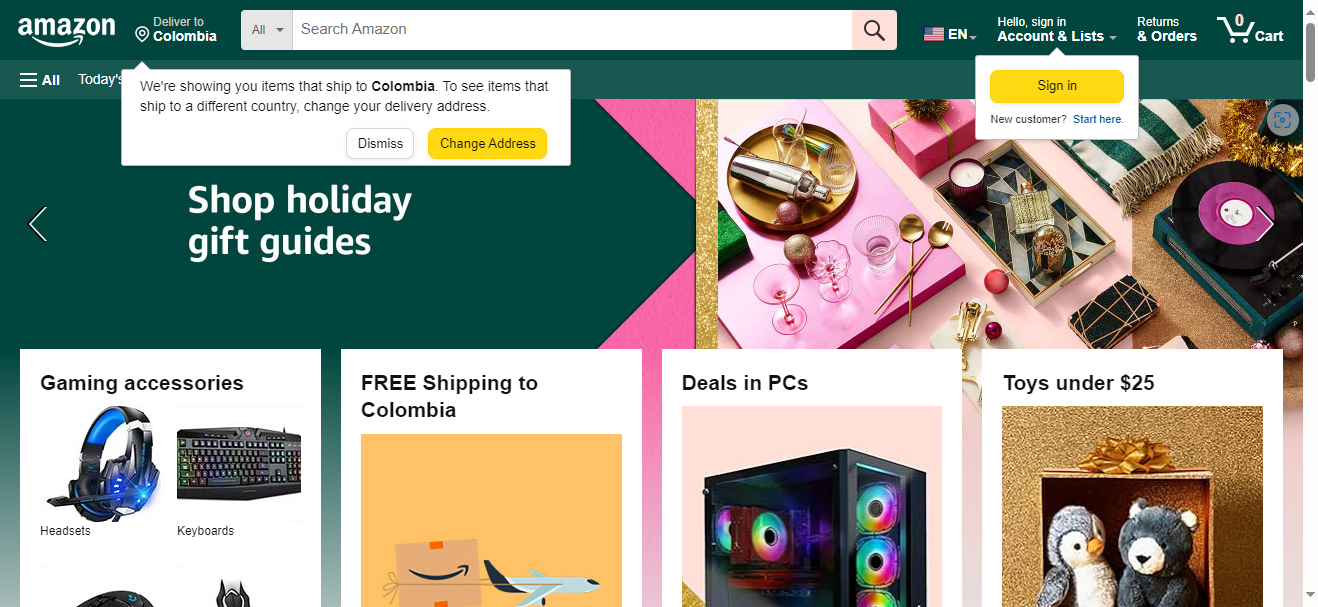 amazon
Deliver to
Colombia
All
Search Amazon
EN
Hello, sign in
Account & Lists
Returns
& Orders
0
Cart
All
Today's
We're showing you items that ship to Colombia. To see items that
ship to a different country, change your delivery address.
Dismiss
Change Address
Sign in
New customer? Start here.
Shop holiday
gift guides
Gaming accessories
Headsets
Keyboards
FREE Shipping to
Colombia
Deals in PCs
Toys under $25